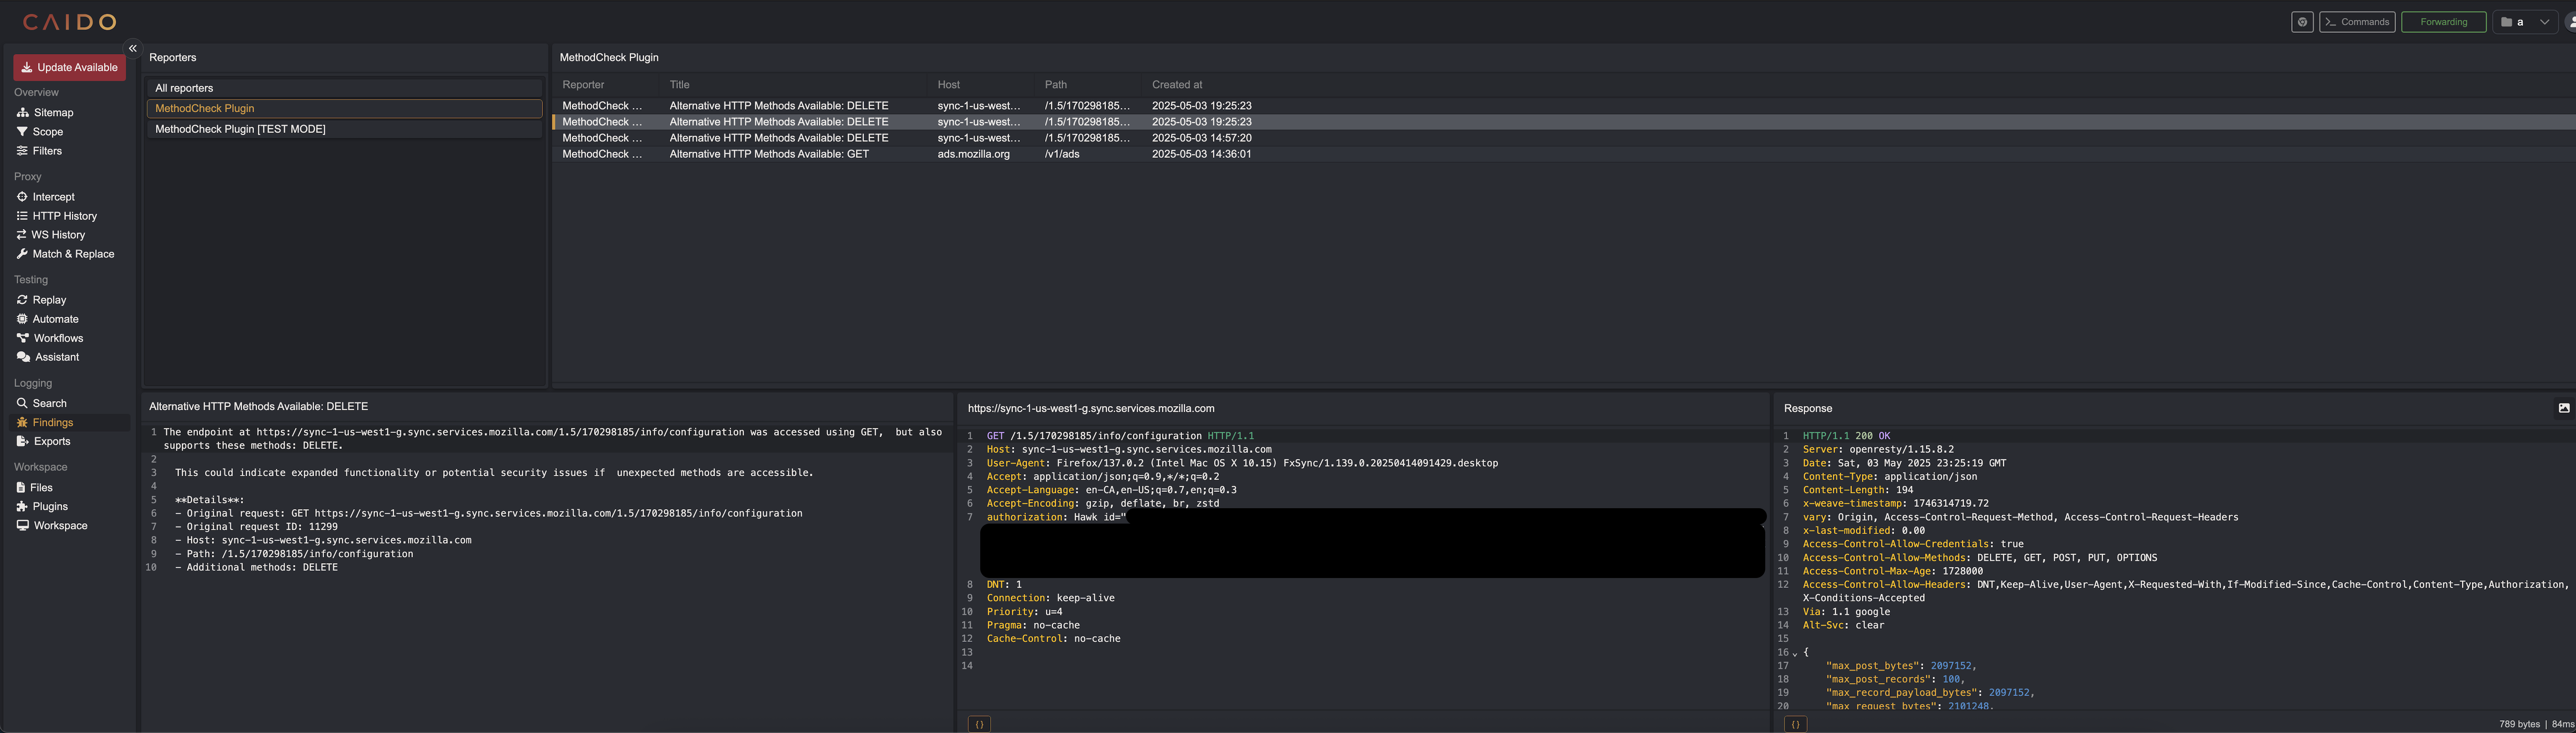 CAIDO
Commands
Forwarding
a
Update Available
Overview
Sitemap
Scope
Filters
Proxy
Intercept
HTTP History
WS History
Match & Replace
Testing
Replay
Automate
Workflows
Assistant
Logging
Search
Findings
Exports
Workspace
Files
Plugins
Workspace
Reporters
All reporters
MethodCheck Plugin
MethodCheck Plugin [TEST MODE]
MethodCheck Plugin
Reporter Title Host Path Created at
MethodCheck ... Alternative HTTP Methods Available: DELETE sync-1-us-west... /1.5/170298185... 2025-05-03 19:25:23
MethodCheck ... Alternative HTTP Methods Available: DELETE sync-1-us-west... /1.5/170298185... 2025-05-03 19:25:23
MethodCheck ... Alternative HTTP Methods Available: DELETE sync-1-us-west... /1.5/170298185... 2025-05-03 14:57:20
MethodCheck ... Alternative HTTP Methods Available: GET ads.mozilla.org /v1/ads 2025-05-03 14:36:01
Alternative HTTP Methods Available: DELETE
1 The endpoint at https://sync-1-us-west1-g.sync.services.mozilla.com/1.5/170298185/info/configuration was accessed using GET,  but also
supports these methods: DELETE.
2
3 This could indicate expanded functionality or potential security issues if  unexpected methods are accessible.
4
5 **Details**:
6 - Original request: GET https://sync-1-us-west1-g.sync.services.mozilla.com/1.5/170298185/info/configuration
7 - Original request ID: 11299
8 - Host: sync-1-us-west1-g.sync.services.mozilla.com
9 - Path: /1.5/170298185/info/configuration
10 - Additional methods: DELETE
https://sync-1-us-west1-g.sync.services.mozilla.com
1 GET /1.5/170298185/info/configuration HTTP/1.1
2 Host: sync-1-us-west1-g.sync.services.mozilla.com
3 User-Agent: Firefox/137.0.2 (Intel Mac OS X 10.15) FxSync/1.139.0.20250414091429.desktop
4 Accept: application/json;q=0.9,*/*;q=0.2
5 Accept-Language: en-CA,en-US;q=0.7,en;q=0.3
6 Accept-Encoding: gzip, deflate, br, zstd
7 authorization: Hawk id="
8 DNT: 1
9 Connection: keep-alive
10 Priority: u=4
11 Pragma: no-cache
12 Cache-Control: no-cache
13
14
{}
Response
1 HTTP/1.1 200 OK
2 Server: openresty/1.15.8.2
3 Date: Sat, 03 May 2025 23:25:19 GMT
4 Content-Type: application/json
5 Content-Length: 194
6 x-weave-timestamp: 1746314719.72
7 vary: Origin, Access-Control-Request-Method, Access-Control-Request-Headers
8 x-last-modified: 0.00
9 Access-Control-Allow-Credentials: true
10 Access-Control-Allow-Methods: DELETE, GET, POST, PUT, OPTIONS
11 Access-Control-Max-Age: 1728000
12 Access-Control-Allow-Headers: DNT,Keep-Alive,User-Agent,X-Requested-With,If-Modified-Since,Cache-Control,Content-Type,Authorization,
X-Conditions-Accepted
13 Via: 1.1 google
14 Alt-Svc: clear
15
16 {
17 "max_post_bytes": 2097152,
18 "max_post_records": 100,
19 "max_record_payload_bytes": 2097152,
20 "max_request_bytes": 2101248,
{}
789 bytes | 84ms